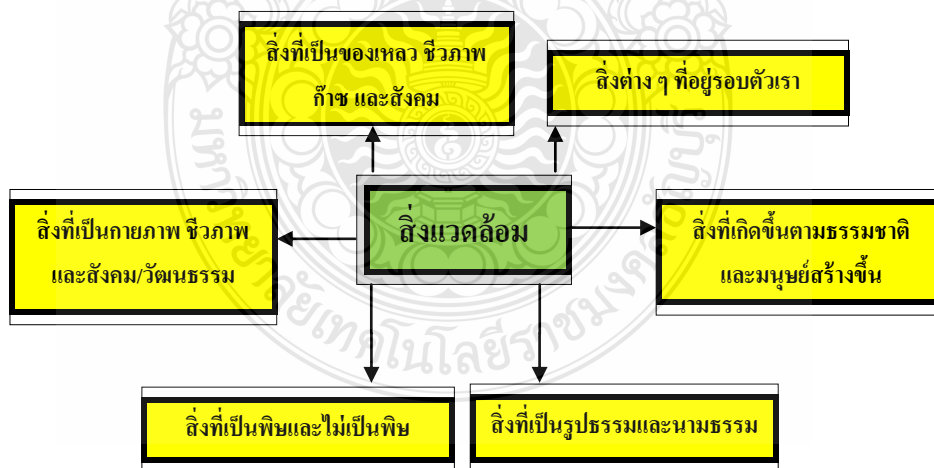 สิ่งที่เป็นของเหลว ชีวภาพ
ก๊าซ และสังคม
สิ่งต่าง ๆ ที่อยู่รอบตัวเรา
สิ่งแวดล้อม
สิ่งที่เป็นกายภาพ ชีวภาพ
และสังคม/วัฒนธรรม
สิ่งที่เกิดขึ้นตามธรรมชาติ
และมนุษย์สร้างขึ้น
สิ่งที่เป็นพิษและไม่เป็นพิษ
สิ่งที่เป็นรูปธรรมและนามธรรม